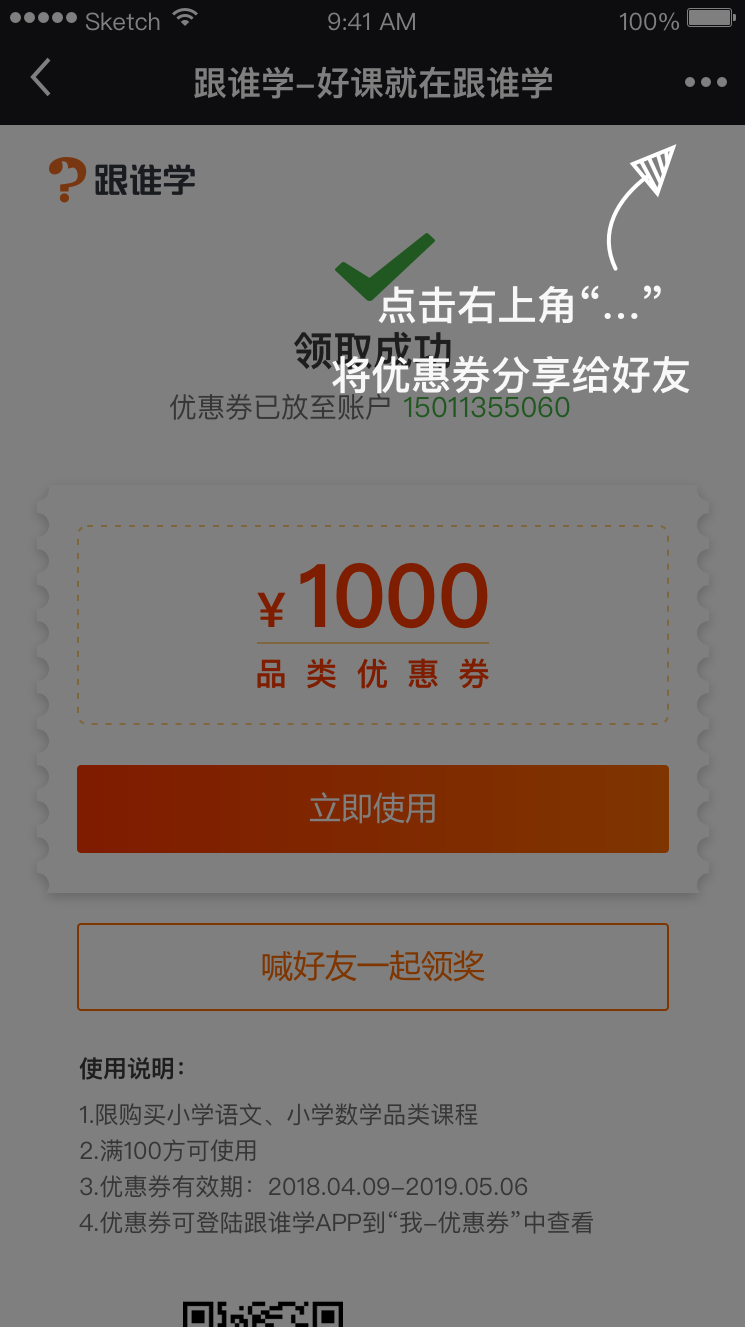 Sketch 9:41 AM 100%
跟谁学-好课就在跟谁学
跟谁学
点击右上角“...”
领取成功
将优惠券分享给好友
优惠券已放至账户 15011355060
¥1000
品类优惠券
立即使用
喊好友一起领奖
使用说明：
1.限购买小学语文、小学数学品类课程
2.满100方可使用
3.优惠券有效期：2018.04.09-2019.05.06
4.优惠券可登陆跟谁学APP到“我-优惠券”中查看